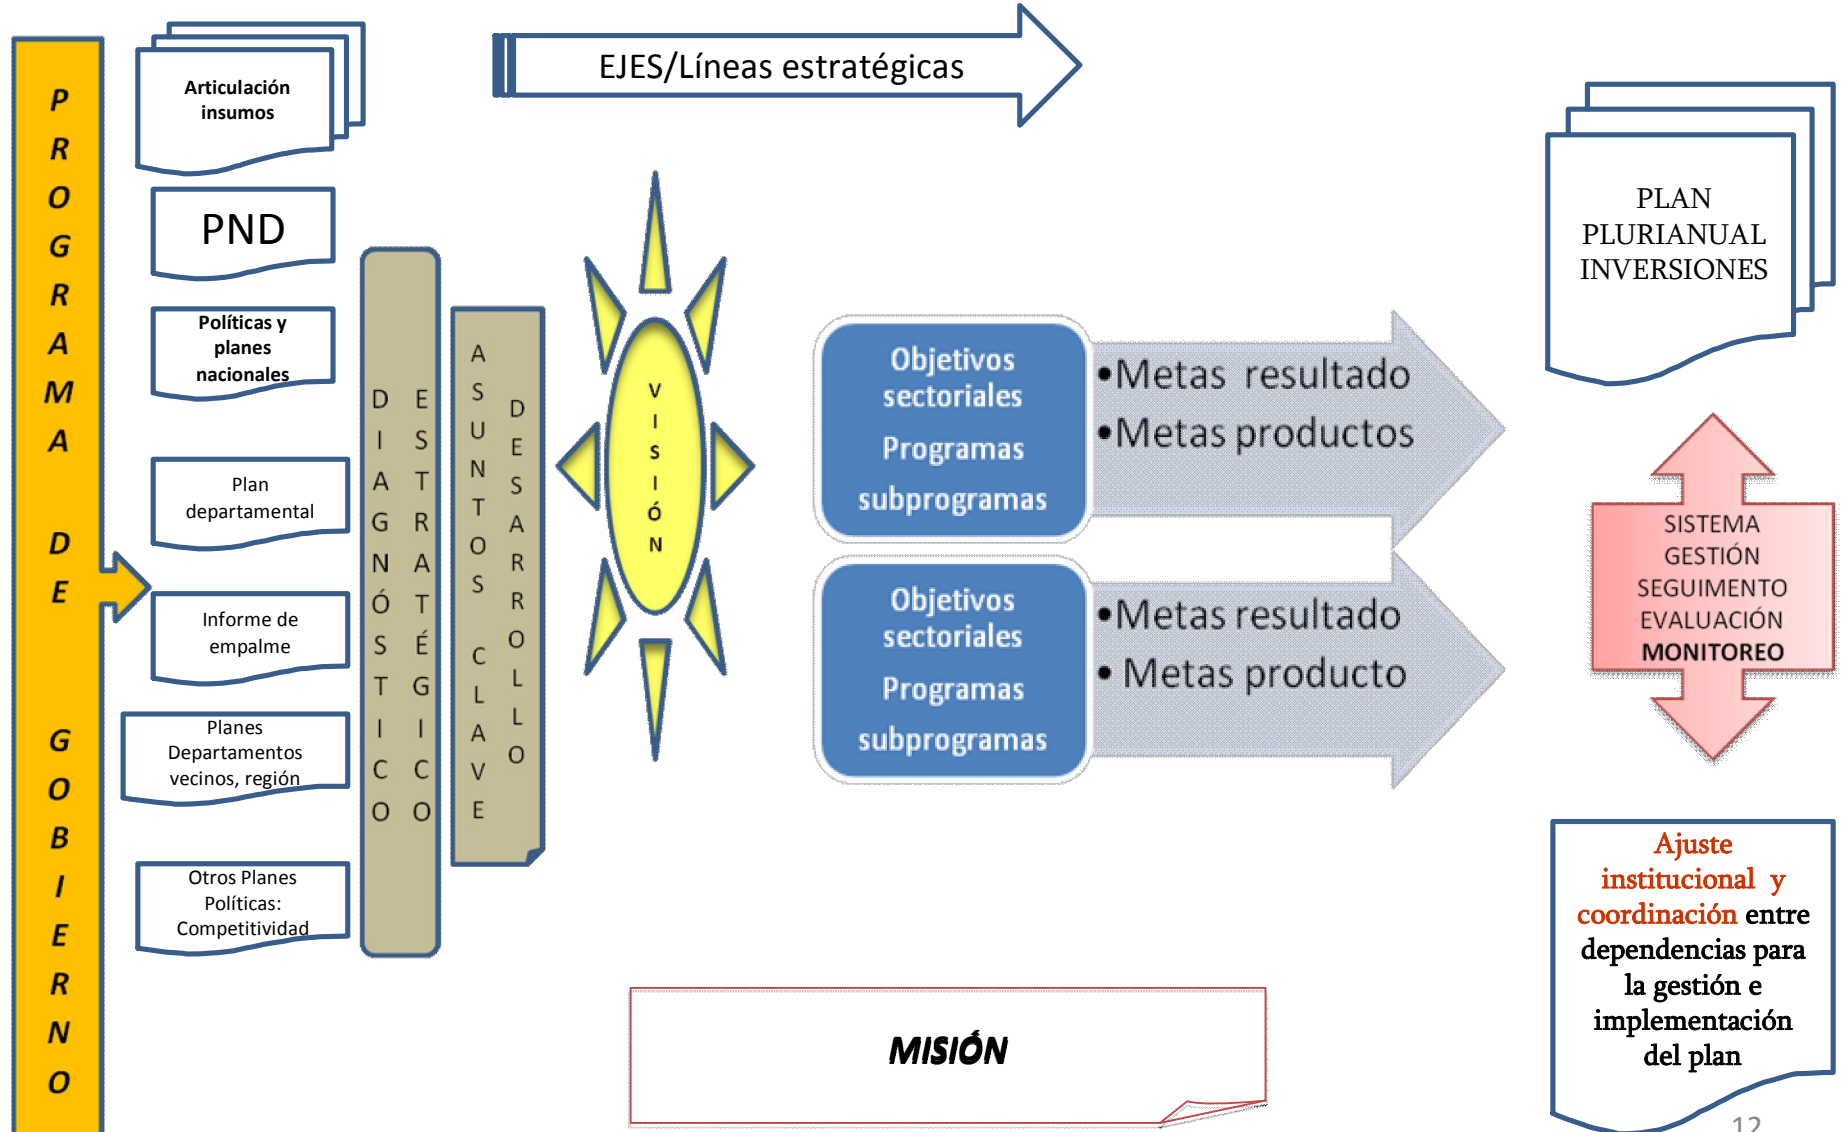 PROGRAMA DE GOBIERNO
Articulación
insumos
PND
Políticas y
planes
nacionales
Plan
departamental
Informe de
empalme
Planes
Departamentos
vecinos, región
Otros Planes
Políticas:
Competitividad
DIAGNÓSTICO
ESTRATÉGICO
ASUNTOS CLAVE
DESARROLLO
EJES/Líneas estratégicas
VISIÓN
Objetivos
sectoriales
Programas
subprogramas
•Metas resultado
•Metas productos
Objetivos
sectoriales
Programas
subprogramas
•Metas resultado
• Metas producto
MISIÓN
PLAN
PLURIANUAL
INVERSIONES
SISTEMA
GESTIÓN
SEGUIMENTO
EVALUACIÓN
MONITOREO
Ajuste
institucional y
coordinación entre
dependencias para
la gestión e
implementación
del plan
12